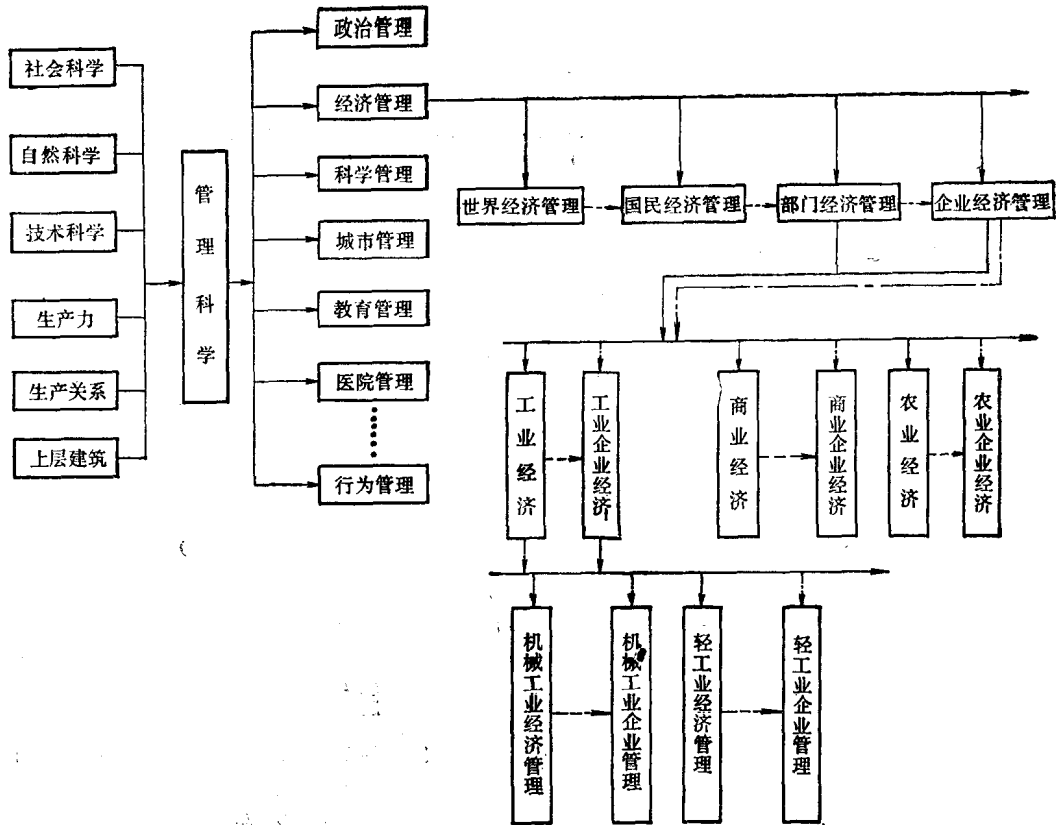 社会科学
自然科学
技术科学
生产力
生产关系
上层建筑
管理科学
政治管理
经济管理
科学管理
城市管理
教育管理
医院管理
行为管理
世界经济管理
国民经济管理
部门经济管理
企业经济管理
工业经济
工业企业经济
商业经济
商业企业经济
农业经济
农业企业经济
机械工业经济管理
机械工业企业管理
轻工业经济管理
轻工业企业管理